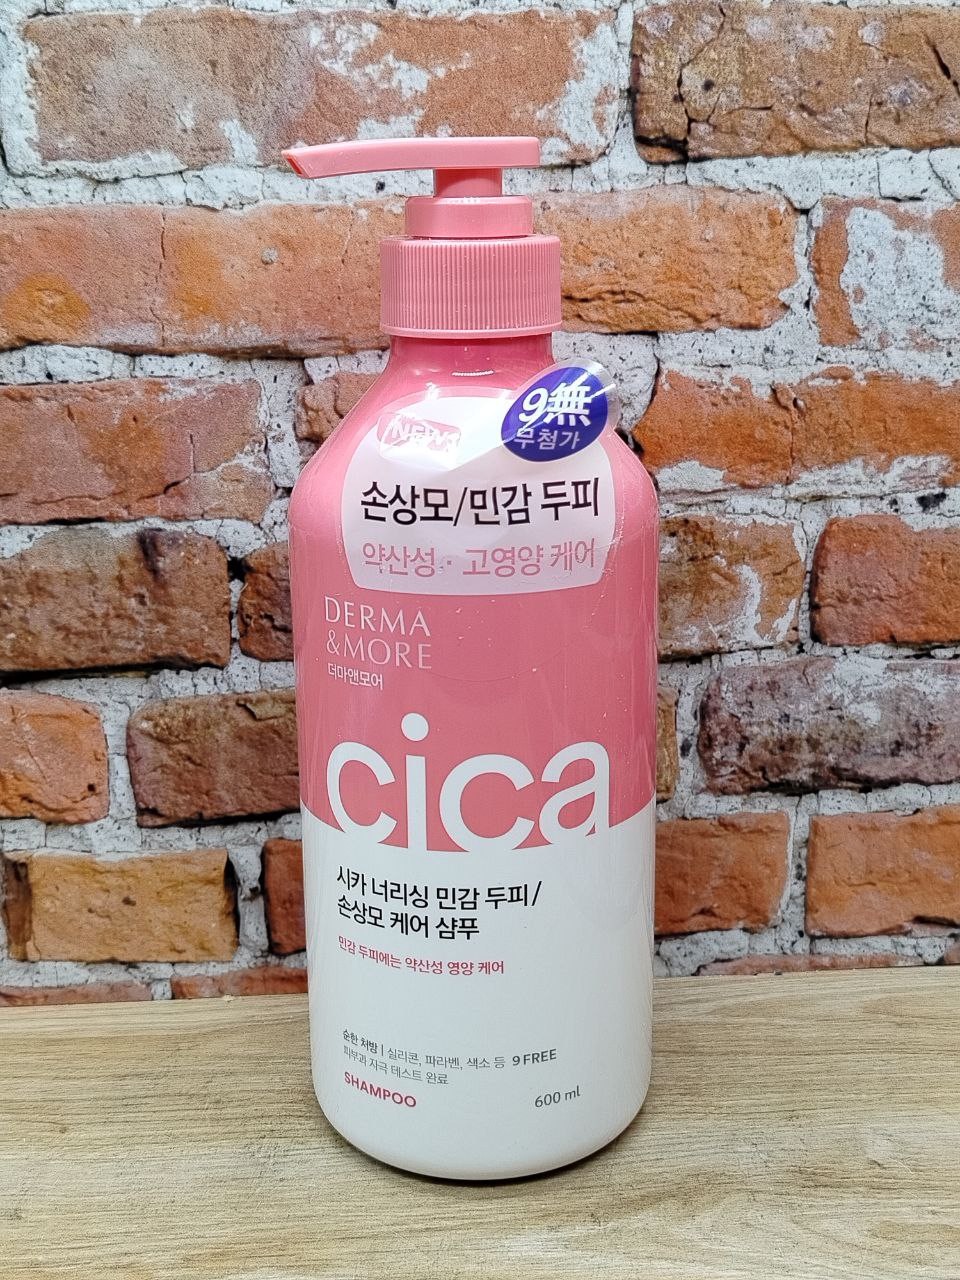 NEW
9無
무첨가
손상모/민감 두피
약산성 · 고영양 케어
DERMA
&MORE
더마앤모어
cica
시카 너리싱 민감 두피/
손상모 케어 샴푸
민감 두피에는 약산성 영양 케어
순한 처방 | 실리콘, 파라벤, 색소 등 9 FREE
피부과 자극 테스트 완료
SHAMPOO
600 ml